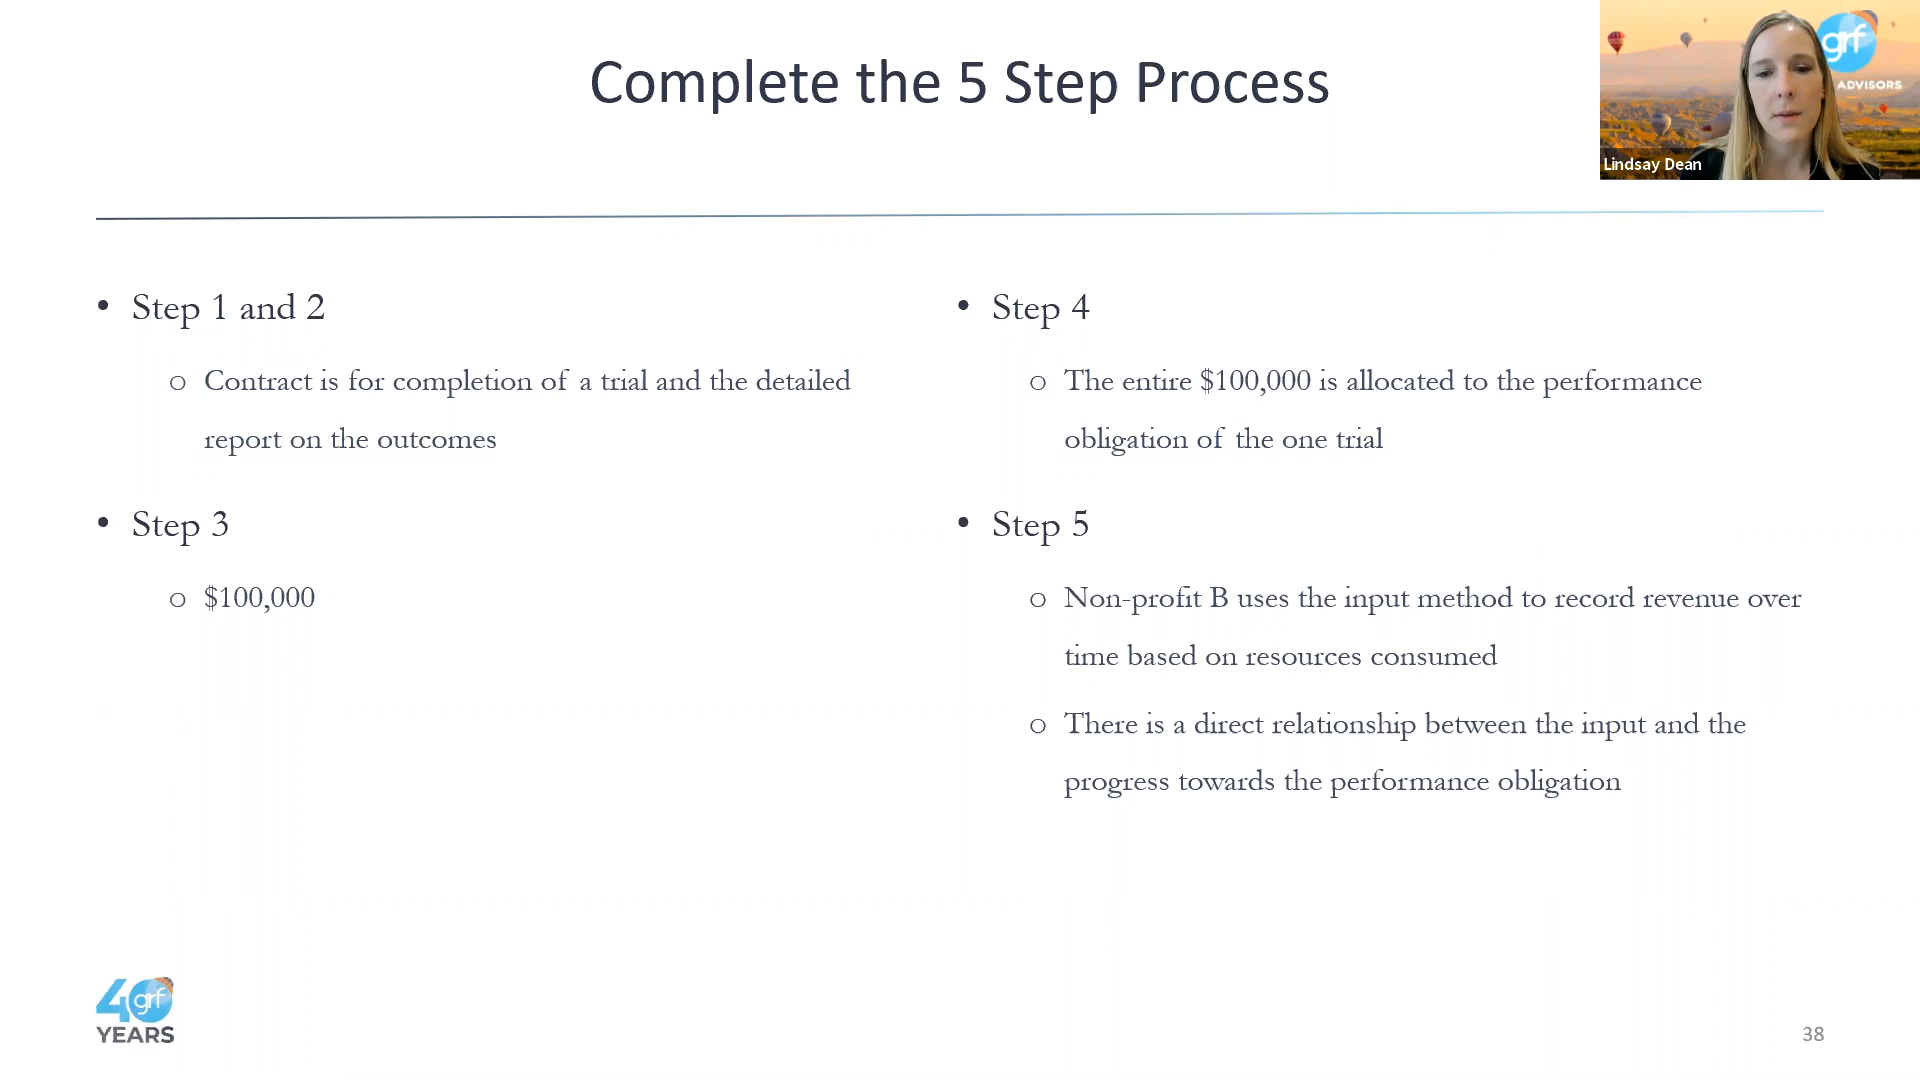 Complete the 5 Step Process
grf
ADVISORS
Lindsay Dean
• Step 1 and 2
o Contract is for completion of a trial and the detailed
report on the outcomes
• Step 3
o $100,000
• Step 4
o The entire $100,000 is allocated to the performance
obligation of the one trial
• Step 5
o Non-profit B uses the input method to record revenue over
time based on resources consumed
o There is a direct relationship between the input and the
progress towards the performance obligation
40 grf
YEARS
38